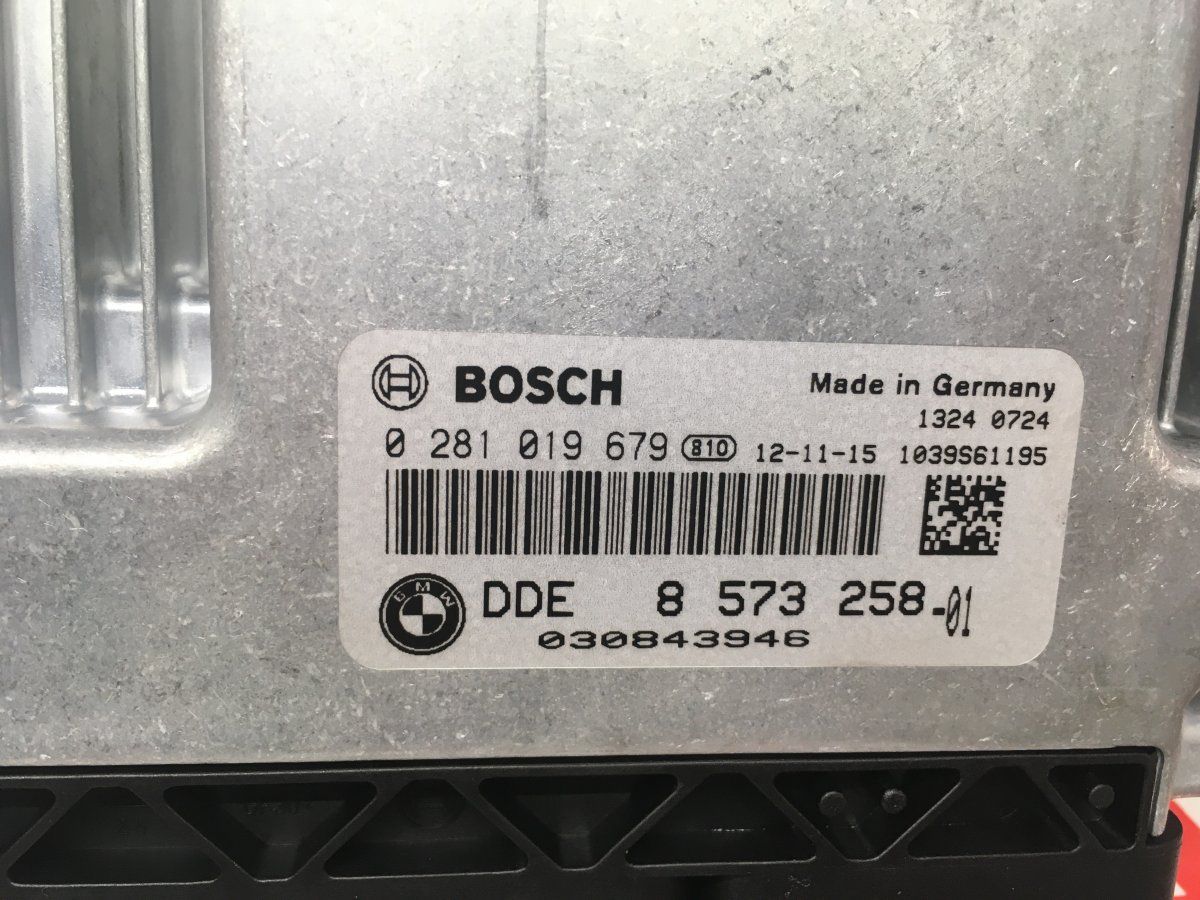 BOSCH
Made in Germany
1324 0724
0 281 019 679 810 12-11-15 1039S61195
BMW DDE 8 573 258-01
030843946